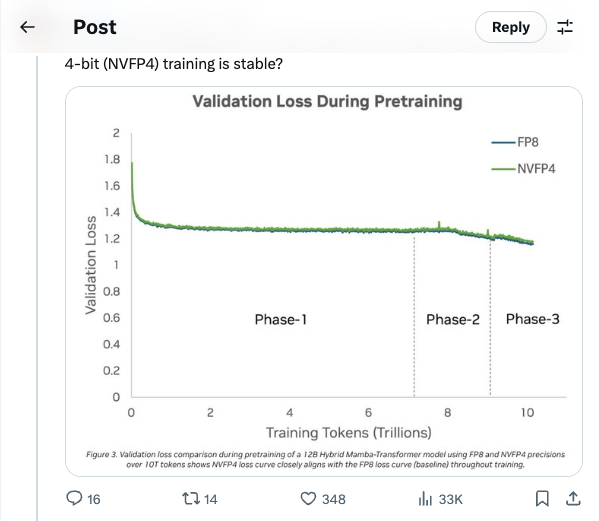 Post
Reply
4-bit (NVFP4) training is stable?
Validation Loss During Pretraining
2
1.8
1.6
1.4
1.2
1
0.8
0.6
0.4
0.2
0
Validation Loss
FP8
NVFP4
Phase-1
Phase-2
Phase-3
0
2
4
6
8
10
Training Tokens (Trillions)
Figure 3. Validation loss comparison during pretraining of a 12B Hybrid Mamba-Transformer model using FP8 and NVFP4 precisions
over 10T tokens shows NVFP4 loss curve closely aligns with the FP8 loss curve (baseline) throughout training.
16
14
348
33K